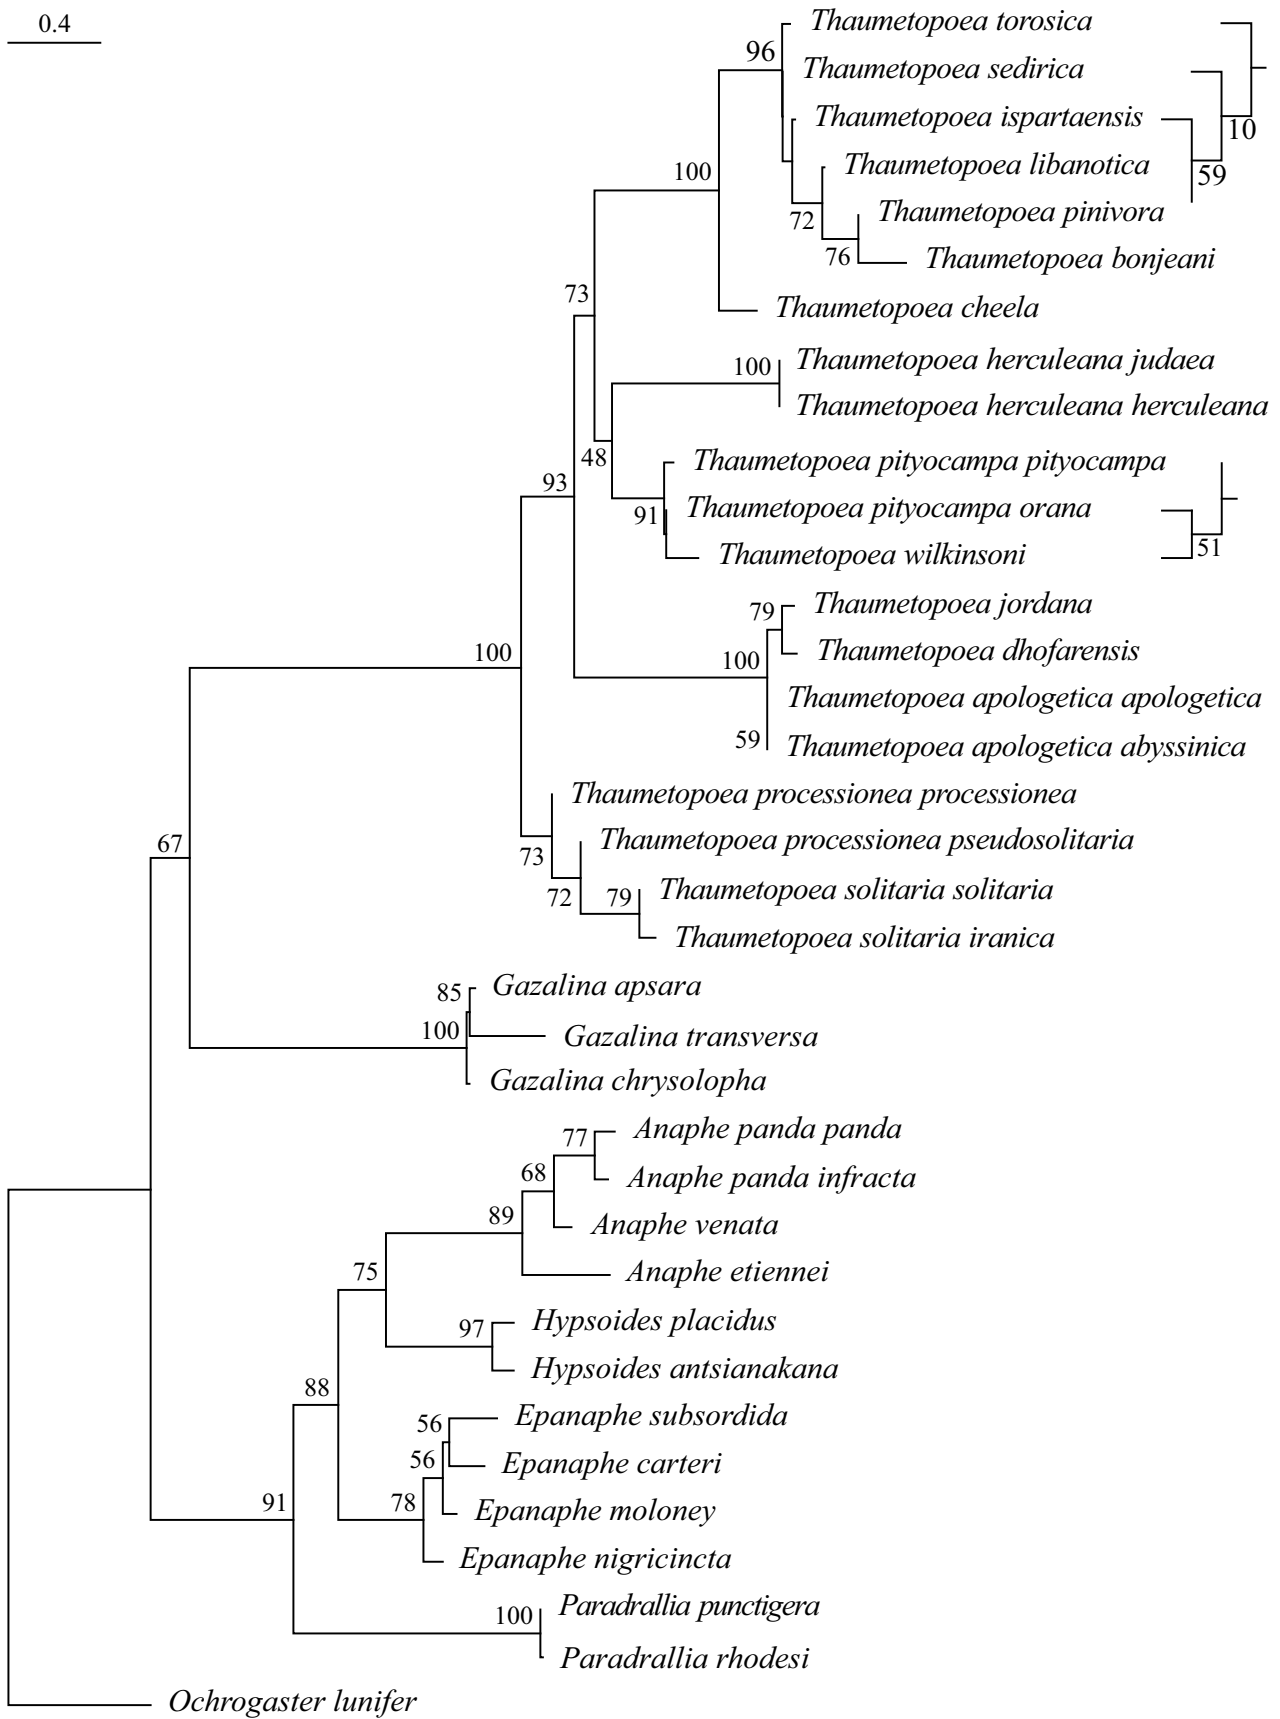 0.4
Thaumetopoea torosica
96
Thaumetopoea sedirica
Thaumetopoea ispartaensis
10
Thaumetopoea libanotica
100
59
Thaumetopoea pinivora
72
76
Thaumetopoea bonjeani
73
Thaumetopoea cheela
100
Thaumetopoea herculeana judaea
Thaumetopoea herculeana herculeana
48
Thaumetopoea pityocampa pityocampa
93
Thaumetopoea pityocampa orana
91
51
Thaumetopoea wilkinsoni
79
Thaumetopoea jordana
100
100
Thaumetopoea dhofarensis
Thaumetopoea apologetica apologetica
59
Thaumetopoea apologetica abyssinica
Thaumetopoea processionea processionea
67
Thaumetopoea processionea pseudosolitaria
73
72
79
Thaumetopoea solitaria solitaria
Thaumetopoea solitaria iranica
85
Gazalina apsara
100
Gazalina transversa
Gazalina chrysolopha
77
Anaphe panda panda
68
Anaphe panda infracta
89
Anaphe venata
75
Anaphe etiennei
97
Hypsoides placidus
Hypsoides antsianakana
88
56
Epanaphe subsordida
56
Epanaphe carteri
91
78
Epanaphe moloney
Epanaphe nigricincta
100
Paradrallia punctigera
Paradrallia rhodesi
Ochrogaster lunifer